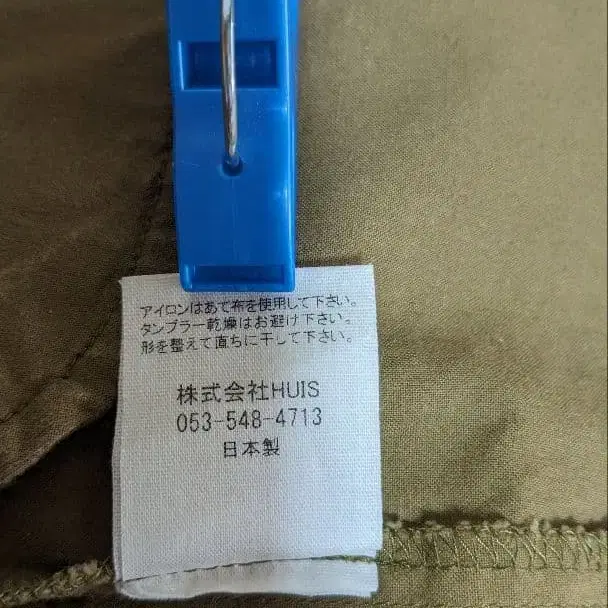 アイロンはあて布を使用して下さい。
タンブラー乾燥はお避け下さい。
形を整えて直ちに干して下さい。
株式会社HUIS
053-548-4713
日本製